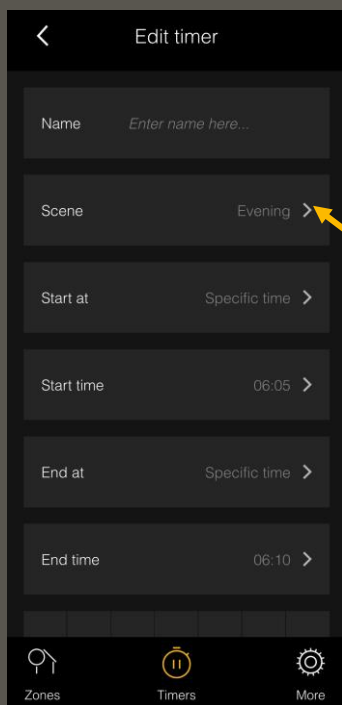 Edit timer
Name Enter name here...
Scene Evening
Start at Specific time
Start time 06:05
End at Specific time
End time 06:10
Zones Timers More